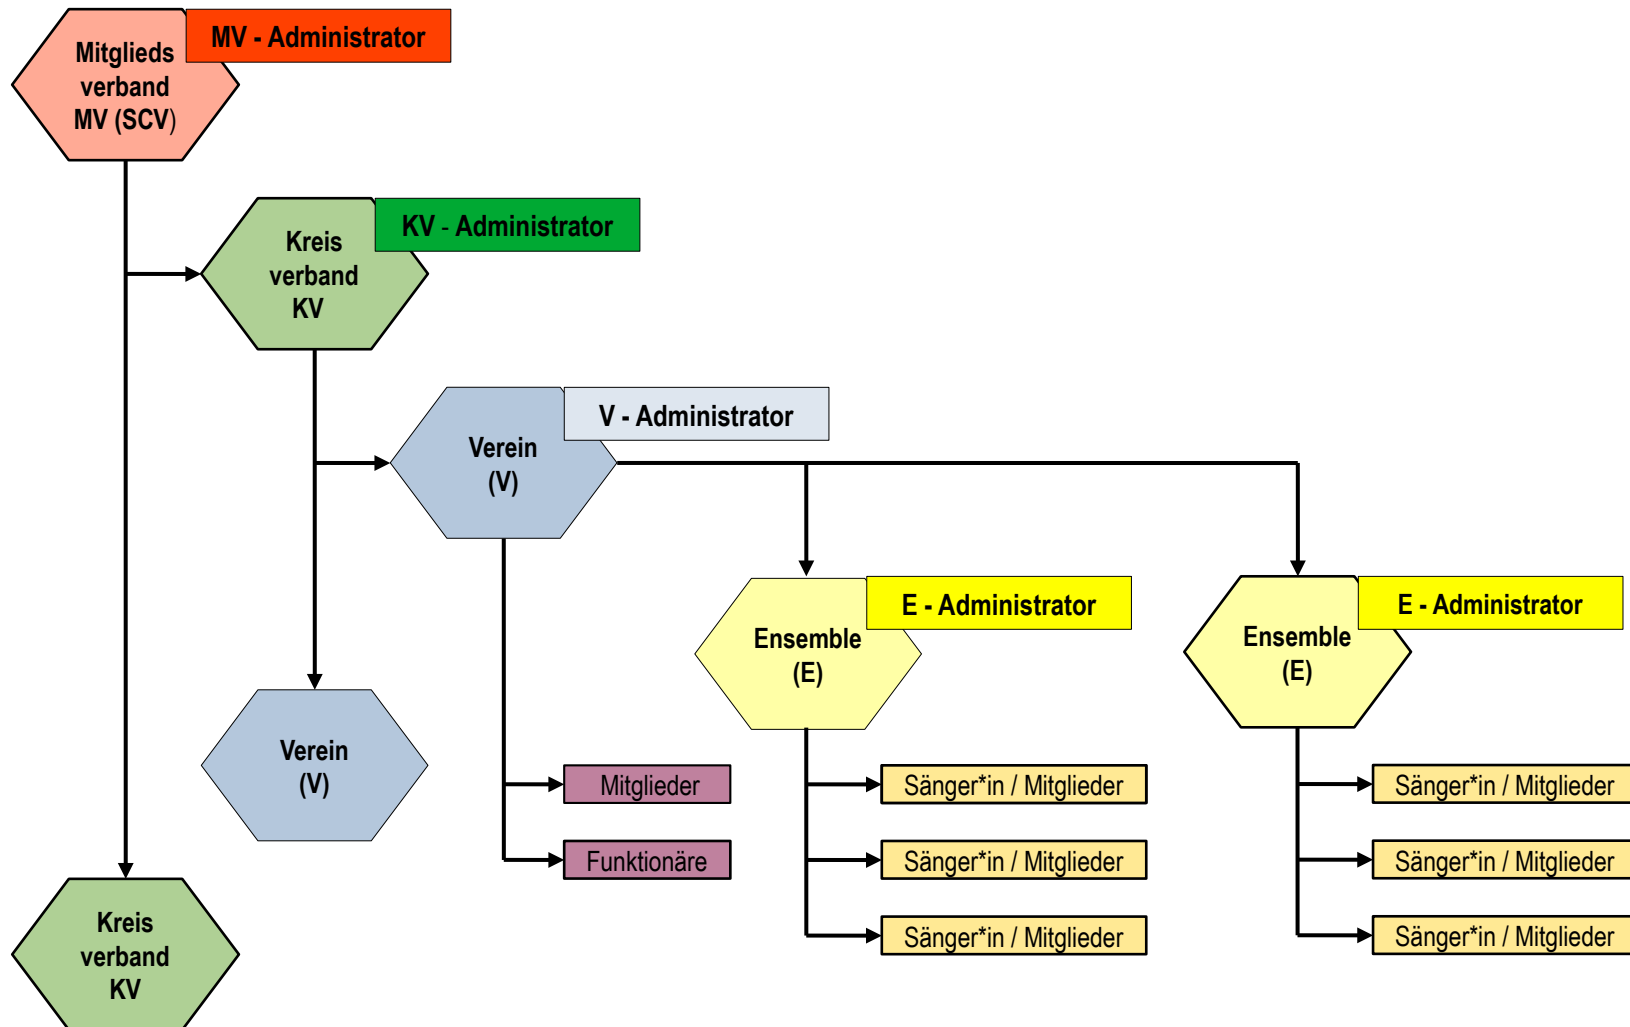 MV - Administrator
Mitglieds
verband
MV (SCV)
KV - Administrator
Kreis
verband
KV
V - Administrator
Verein
(V)
E - Administrator
Ensemble
(E)
E - Administrator
Ensemble
(E)
Verein
(V)
Mitglieder
Sänger*in / Mitglieder
Sänger*in / Mitglieder
Funktionäre
Sänger*in / Mitglieder
Sänger*in / Mitglieder
Kreis
verband
KV
Sänger*in / Mitglieder
Sänger*in / Mitglieder